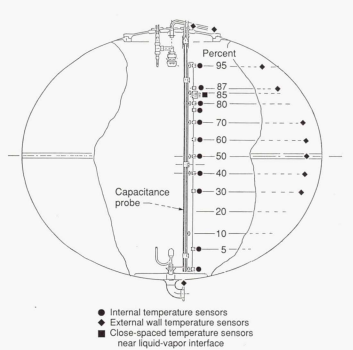 Percent
95
87
85
80
70
60
50
40
30
20
10
5
Capacitance
probe
● Internal temperature sensors
◆ External wall temperature sensors
■ Close-spaced temperature sensors
near liquid-vapor interface